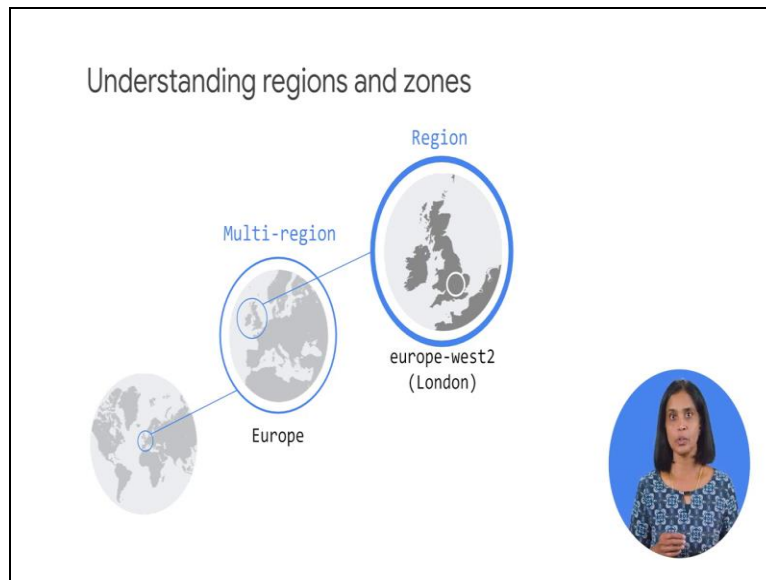 Understanding regions and zones
Region
Multi-region
europe-west2
(London)
Europe